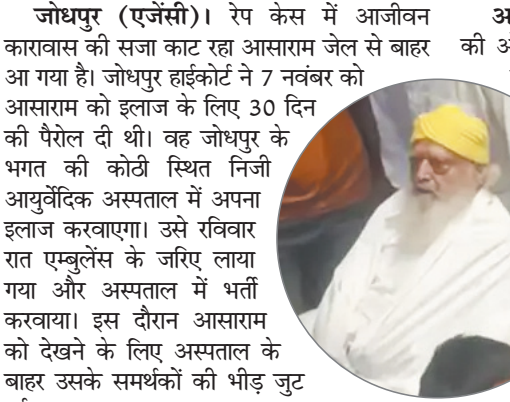 जोधपुर (एजेंसी)। रेप केस में आजीवन
कारावास की सजा काट रहा आसाराम जेल से बाहर
आ गया है। जोधपुर हाईकोर्ट ने 7 नवंबर को
आसाराम को इलाज के लिए 30 दिन
की पैरोल दी थी। वह जोधपुर के
भगत की कोठी स्थित निजी
आयुर्वेदिक अस्पताल में अपना
इलाज करवाएगा। उसे रविवार
रात एम्बुलेंस के जरिए लाया
गया और अस्पताल में भर्ती
करवाया। इस दौरान आसाराम
को देखने के लिए अस्पताल के
बाहर उसके समर्थकों की भीड़ जुट
की